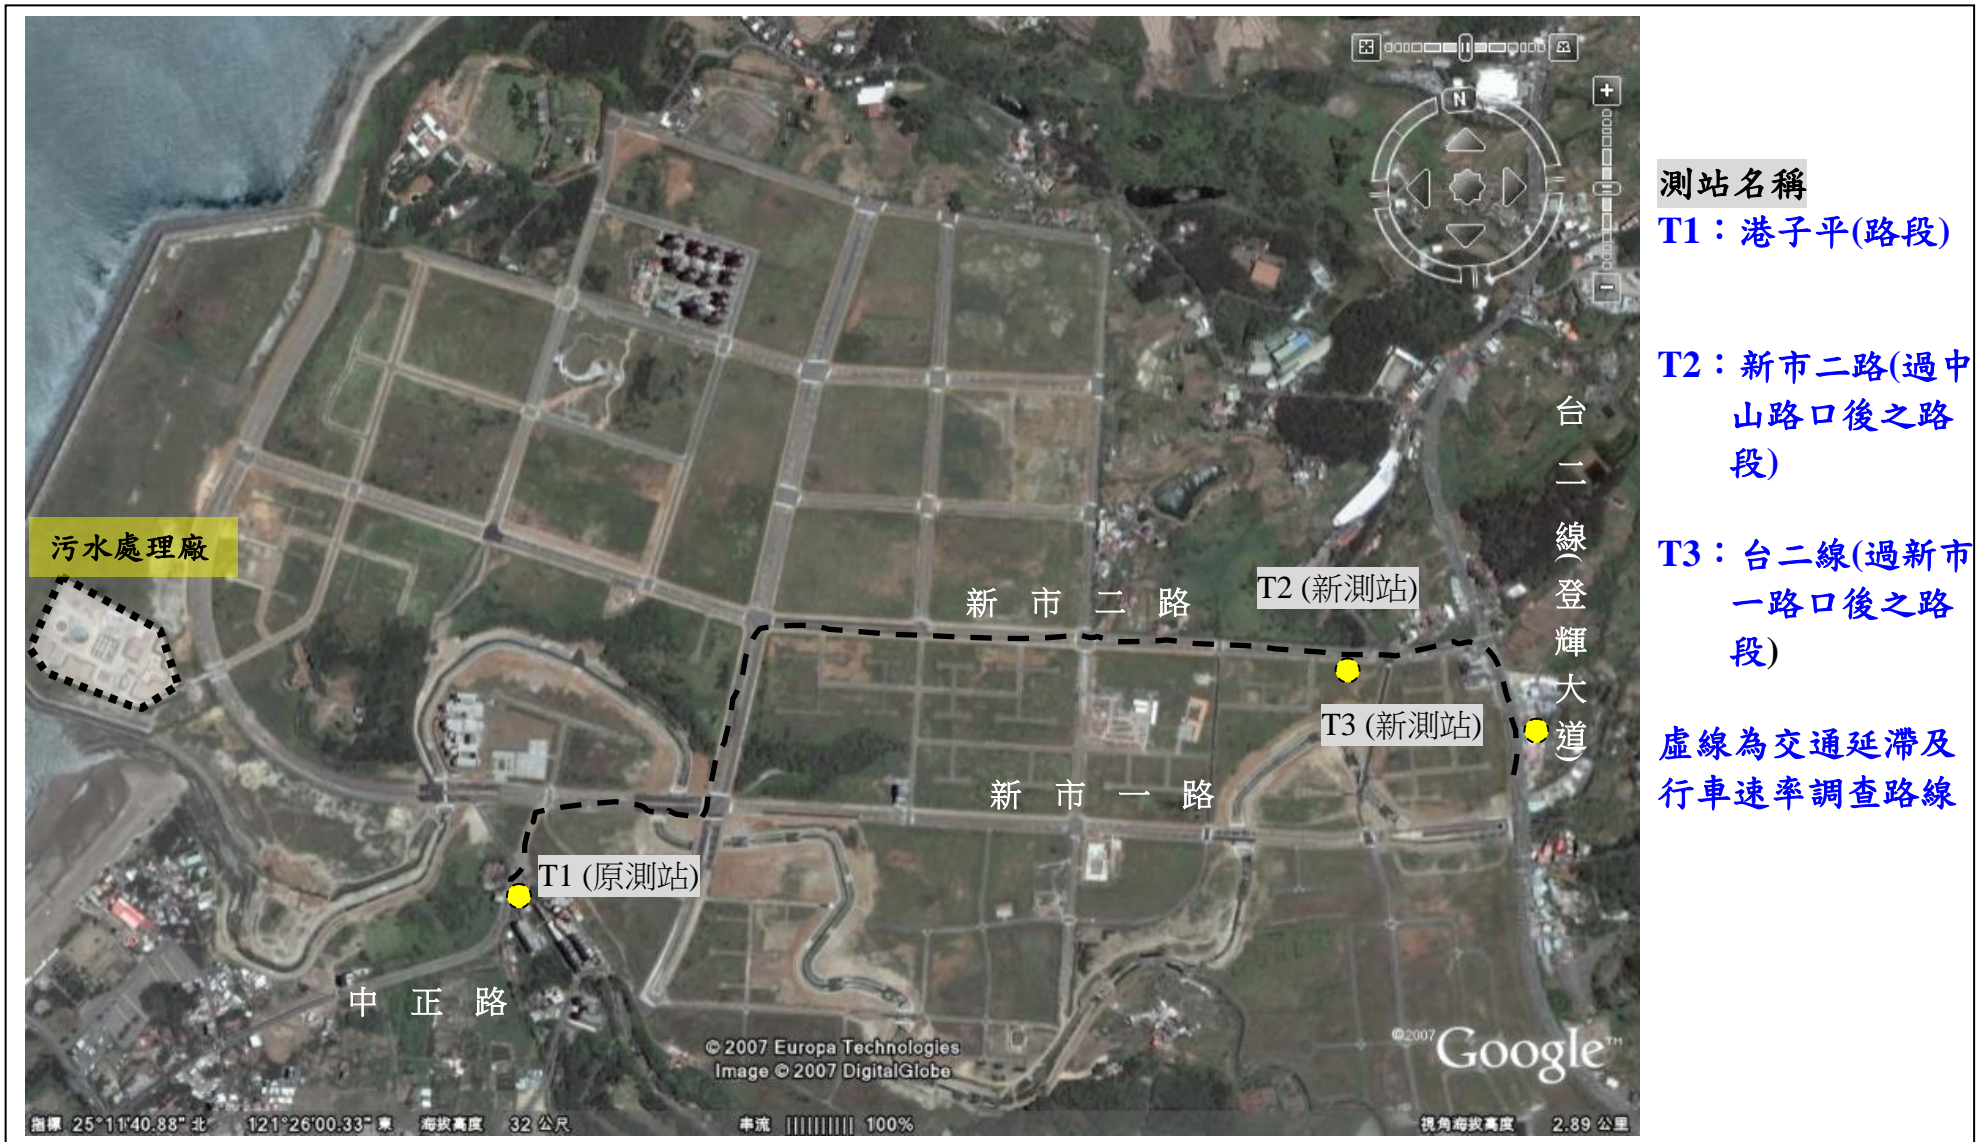 N
測站名稱
T1：港子平(路段)
T2：新市二路(過中
山路口後之路
段)
T3：台二線(過新市
一路口後之路
段)
虛線為交通延滯及
行車速率調查路線
台二線(登輝大道)
污水處理廠
新市二路
T2 (新測站)
T3 (新測站)
新市一路
T1 (原測站)
中正路
© 2007 Europa Technologies
Image © 2007 DigitalGlobe
©2007 Google™
指標 25°11'40.88" 北 121°26'00.33" 東 海拔高度 32 公尺 串流 |||||||||| 100% 視角海拔高度 2.89 公里